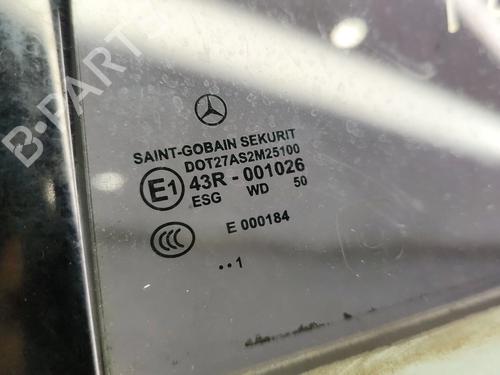 B-PARTS
SAINT-GOBAIN SEKURIT
DOT27AS2M25100
E1 43R - 001026
ESG WD 50
CCC E 000184
••1